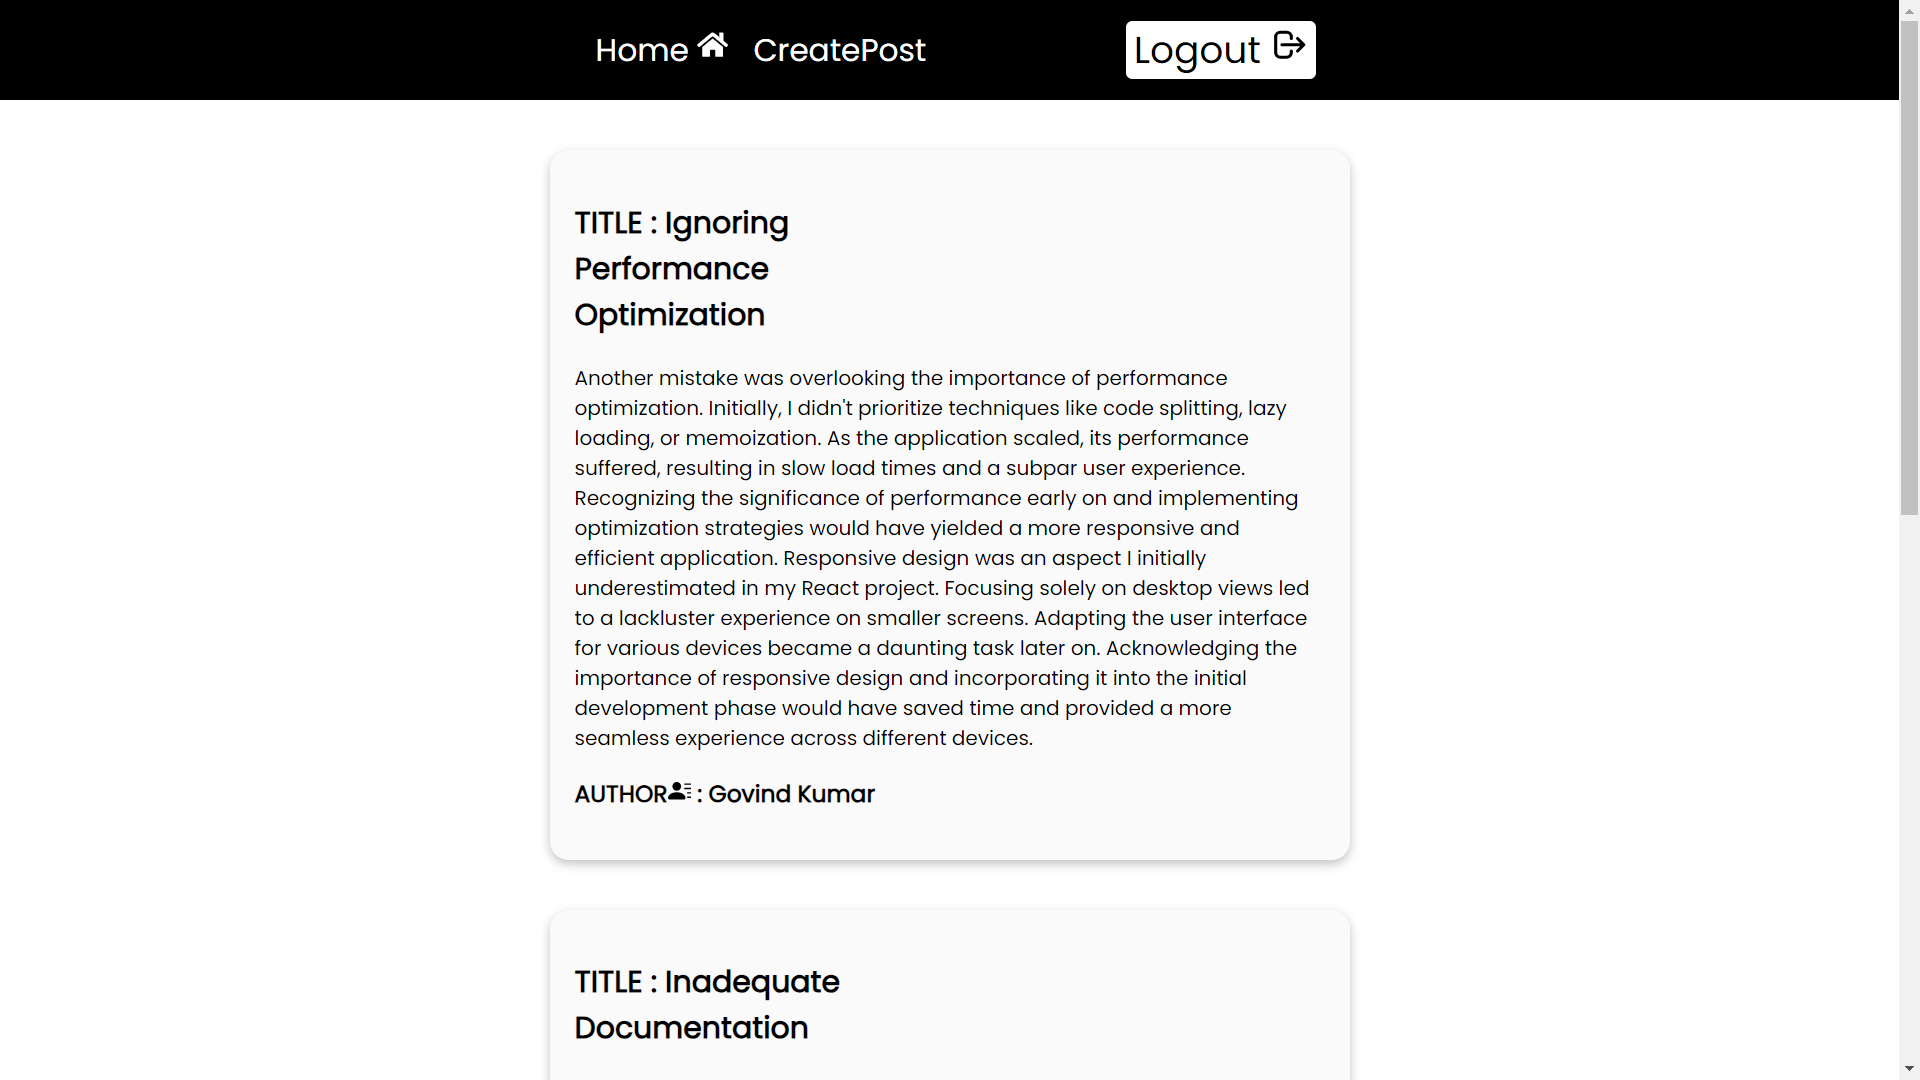 Home CreatePost Logout
TITLE : Ignoring
Performance
Optimization
Another mistake was overlooking the importance of performance
optimization. Initially, I didn't prioritize techniques like code splitting, lazy
loading, or memoization. As the application scaled, its performance
suffered, resulting in slow load times and a subpar user experience.
Recognizing the significance of performance early on and implementing
optimization strategies would have yielded a more responsive and
efficient application. Responsive design was an aspect I initially
underestimated in my React project. Focusing solely on desktop views led
to a lackluster experience on smaller screens. Adapting the user interface
for various devices became a daunting task later on. Acknowledging the
importance of responsive design and incorporating it into the initial
development phase would have saved time and provided a more
seamless experience across different devices.
AUTHOR : Govind Kumar
TITLE : Inadequate
Documentation